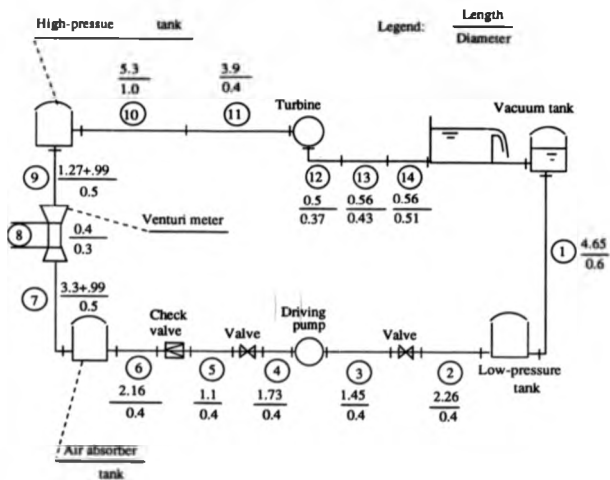 High-pressue tank
Legend: Length
Diameter
5.3
1.0
3.9
0.4
10
11
Turbine
Vacuum tank
9
1.27+.99
0.5
12
13
14
0.5
0.37
0.56
0.43
0.56
0.51
8
0.4
0.3
Venturi meter
1
4.65
0.6
7
3.3+.99
0.5
Check
valve
Valve
Driving
pump
Valve
6
5
4
3
2
Low-pressure
tank
2.16
0.4
1.1
0.4
1.73
0.4
1.45
0.4
2.26
0.4
Air absorber
tank